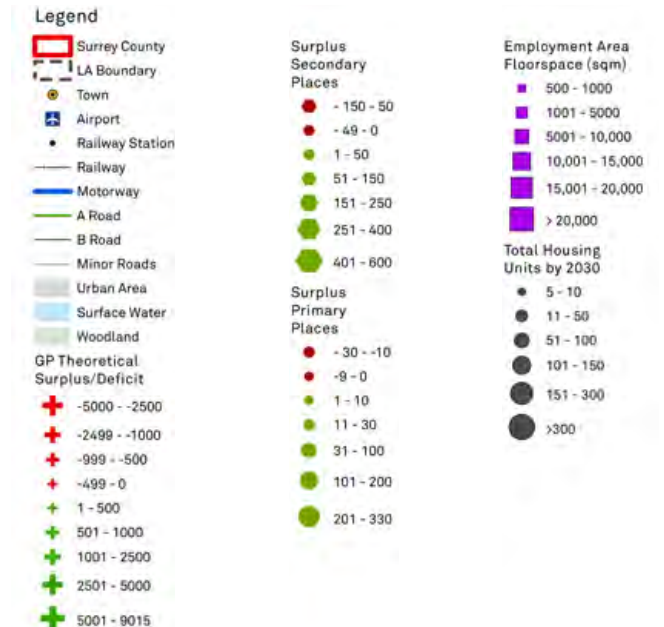 Legend
Surrey County
LA Boundary
Town
Airport
Railway Station
Railway
Motorway
A Road
B Road
Minor Roads
Urban Area
Surface Water
Woodland
GP Theoretical
Surplus/Deficit
-5000 - -2500
-2499 - -1000
-999 - -500
-499 - 0
1 - 500
501 - 1000
1001 - 2500
2501 - 5000
5001 - 9015
Surplus
Secondary
Places
- 150 - 50
- 49 - 0
1 - 50
51 - 150
151 - 250
251 - 400
401 - 600
Surplus
Primary
Places
- 30 - -10
-9 - 0
1 - 10
11 - 30
31 - 100
101 - 200
201 - 330
Employment Area
Floorspace (sqm)
500 - 1000
1001 - 5000
5001 - 10,000
10,001 - 15,000
15,001 - 20,000
> 20,000
Total Housing
Units by 2030
5 - 10
11 - 50
51 - 100
101 - 150
151 - 300
>300